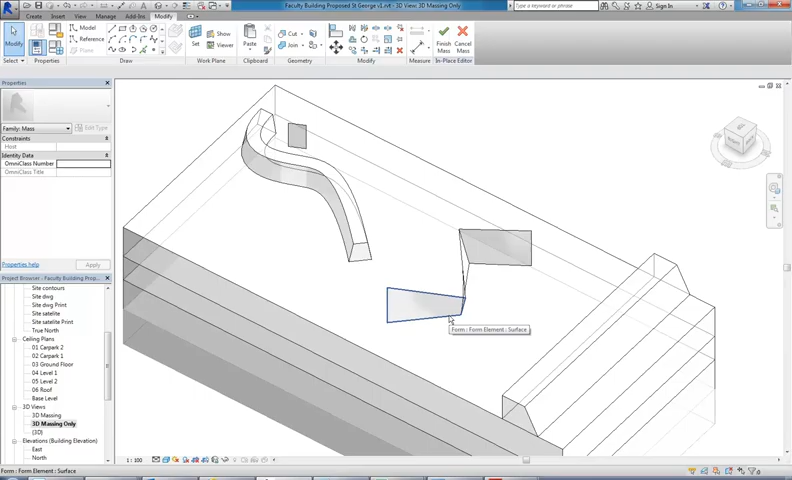 Faculty Building Proposed St George v1.rvt - 3D View: 3D Massing Only
Type a keyword or phrase
Sign In
Create
Insert
View
Manage
Add-Ins
Modify
Modify
Model
Reference
Plane
Set
Show
Viewer
Paste
Cut
Join
Finish
Mass
Cancel
Mass
Select
Properties
Draw
Work Plane
Clipboard
Geometry
Modify
Measure
In-Place Editor
Properties
Family: Mass
Edit Type
Constraints
Host
Identity Data
OmniClass Number
OmniClass Title
Properties help
Apply
Project Browser - Faculty Building Prop...
Site contours
Site dwg
Site dwg Print
Site satelite
Site satellite Print
True North
Ceiling Plans
01 Carpark 2
02 Carpark 1
03 Ground Floor
04 Level 1
05 Level 2
06 Roof
Base Level
3D Views
3D Massing
3D Massing Only
{3D}
Elevations (Building Elevation)
East
North
Form : Form Element : Surface
1 : 100
Form : Form Element : Surface